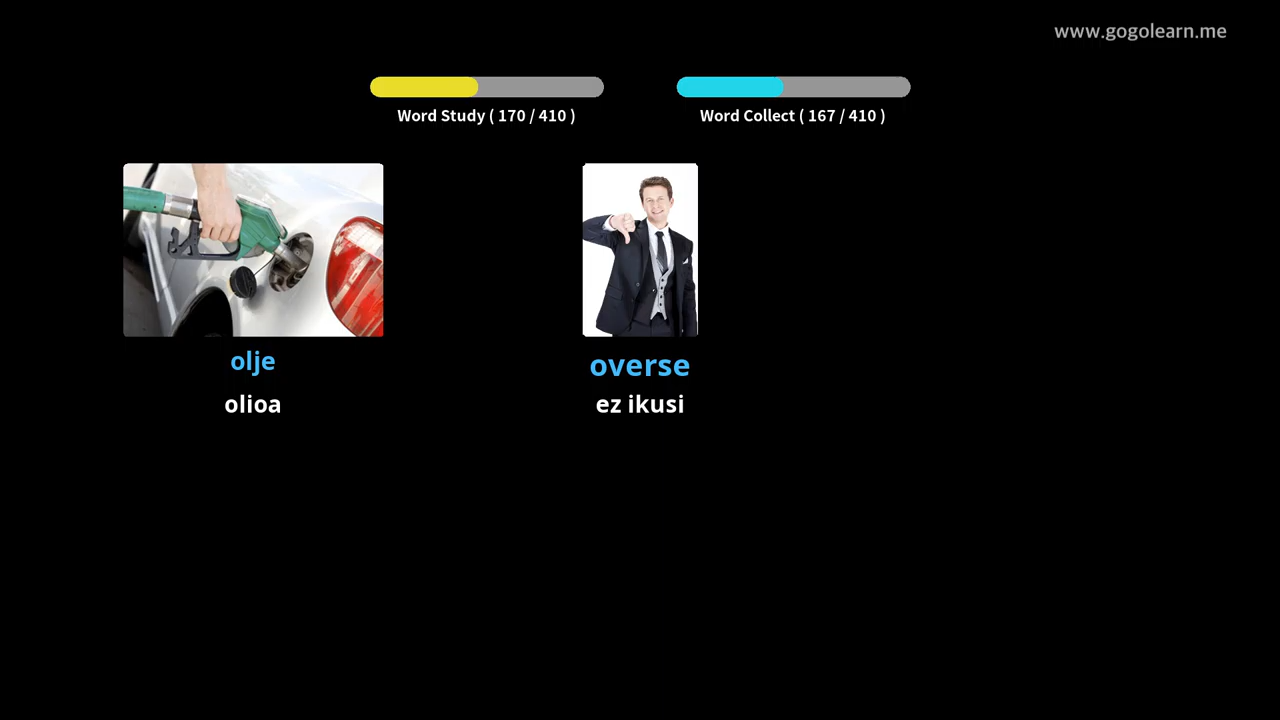 www.gogolearn.me
Word Study ( 170 / 410 )
Word Collect ( 167 / 410 )
olje
olioa
overse
ez ikusi